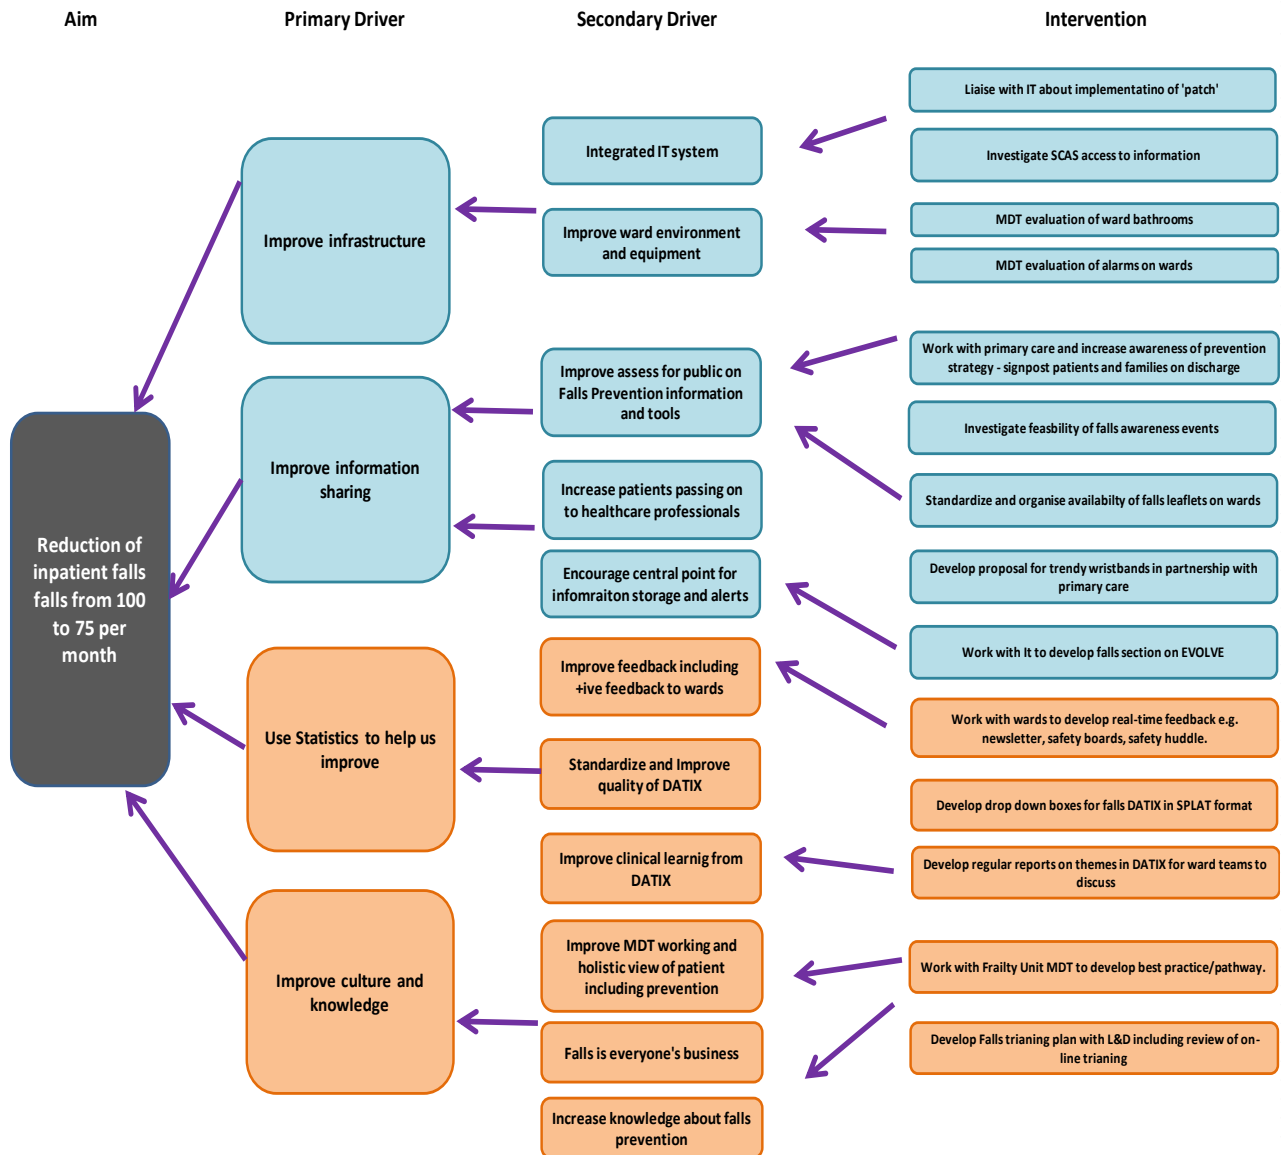 Aim
Primary Driver
Secondary Driver
Intervention
Reduction of
inpatient falls
falls from 100
to 75 per
month
Improve infrastructure
Improve information
sharing
Use Statistics to help us
improve
Improve culture and
knowledge
Integrated IT system
Improve ward environment
and equipment
Improve assess for public on
Falls Prevention information
and tools
Increase patients passing on
to healthcare professionals
Encourage central point for
infomraiton storage and alerts
Improve feedback including
+ive feedback to wards
Standardize and Improve
quality of DATIX
Improve clinical learnig from
DATIX
Improve MDT working and
holistic view of patient
including prevention
Falls is everyone's business
Increase knowledge about falls
prevention
Liaise with IT about implementatino of 'patch'
Investigate SCAS access to information
MDT evaluation of ward bathrooms
MDT evaluation of alarms on wards
Work with primary care and increase awareness of prevention
strategy - signpost patients and families on discharge
Investigate feasbility of falls awareness events
Standardize and organise availabilty of falls leaflets on wards
Develop proposal for trendy wristbands in partnership with
primary care
Work with It to develop falls section on EVOLVE
Work with wards to develop real-time feedback e.g.
newsletter, safety boards, safety huddle.
Develop drop down boxes for falls DATIX in SPLAT format
Develop regular reports on themes in DATIX for ward teams to
discuss
Work with Frailty Unit MDT to develop best practice/pathway.
Develop Falls trianing plan with L&D including review of on-
line trianing